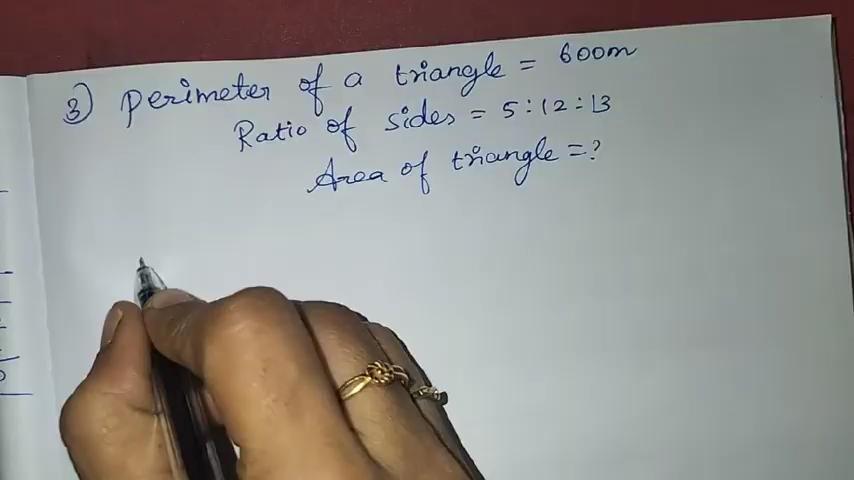 3) Perimeter of a triangle = 600m
Ratio of sides = 5:12:13
Area of triangle = ?